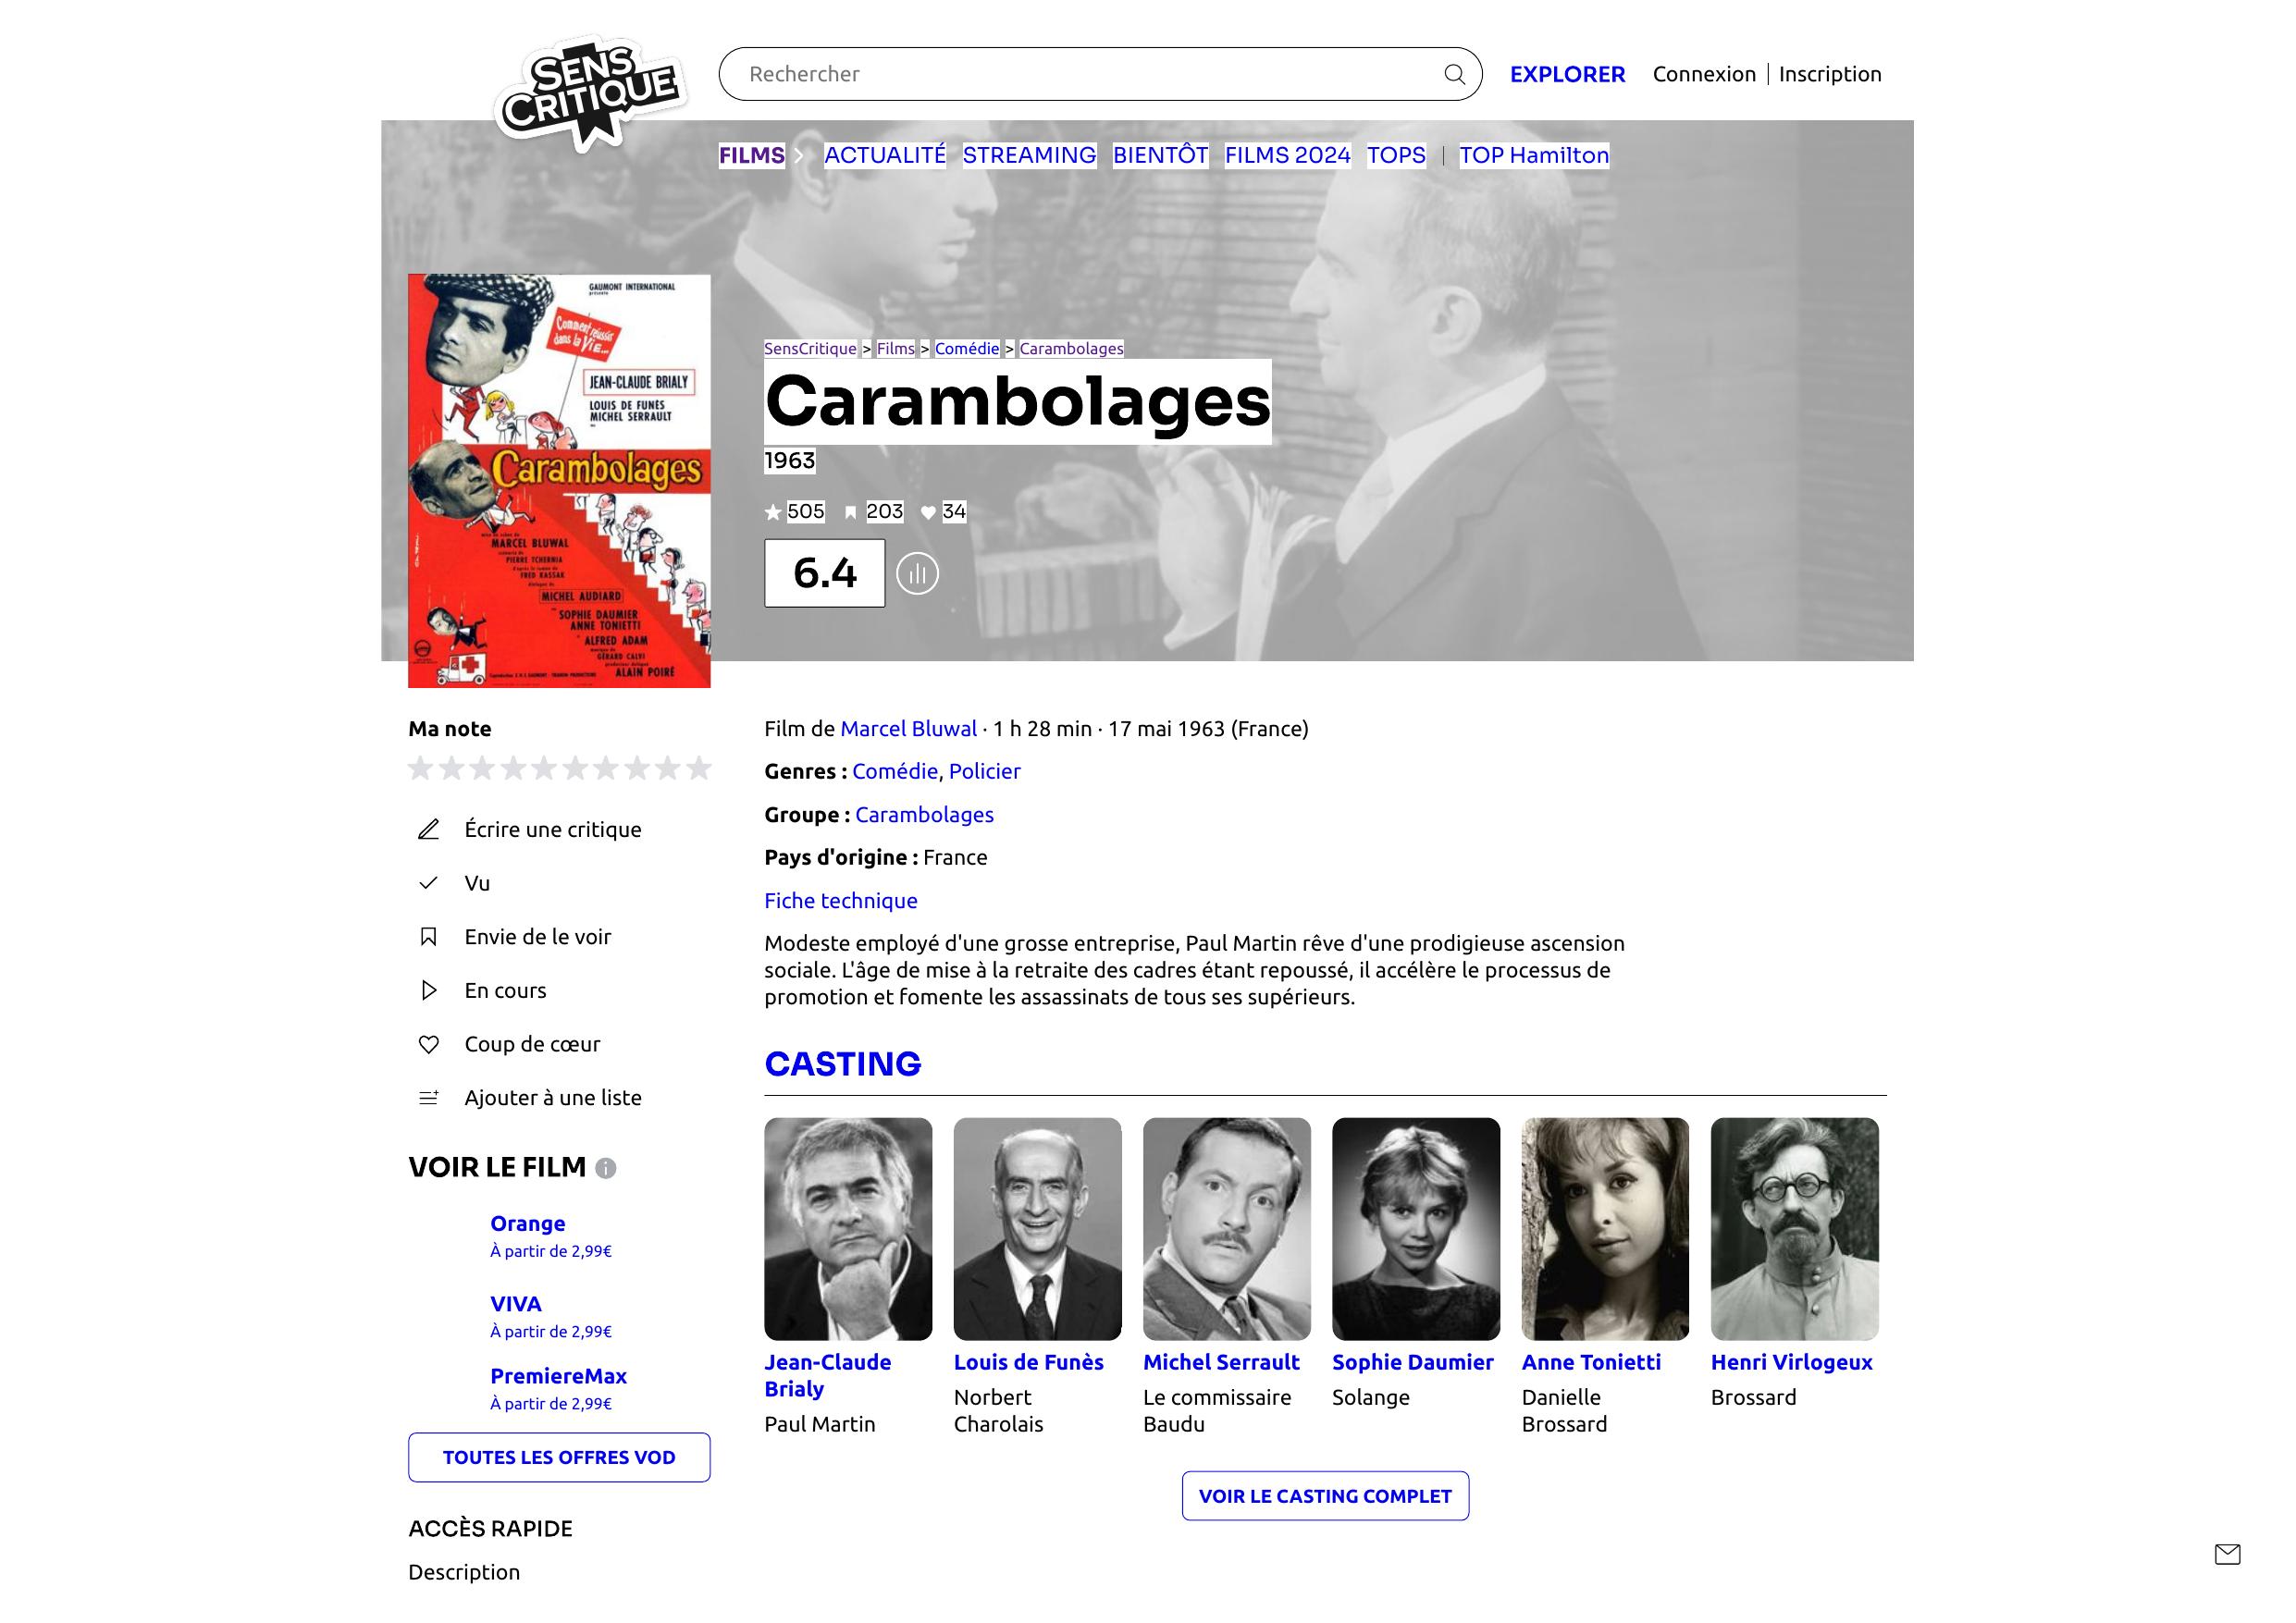 SENS
CRITIQUE
Rechercher
EXPLORER
Connexion | Inscription
FILMS
ACTUALITÉ
STREAMING
BIENTÔT
FILMS 2024
TOPS
|
TOP Hamilton
GAUMONT INTERNATIONAL
présente
Comment réussir
dans la Vie...
JEAN-CLAUDE BRIALY
LOUIS DE FUNES
MICHEL SERRAULT
Carambolages
MARCEL BLUWAL
PIERRE TCHERNIA
FRED KASSAK
MICHEL AUDIARD
SOPHIE DAUMIER
ANNE TONIETTI
ALFRED ADAM
GÉRARD CALVI
ALAIN POIRÉ
SensCritique > Films > Comédie > Carambolages
Carambolages
1963
505
203
34
6.4
Ma note
Écrire une critique
Vu
Envie de le voir
En cours
Coup de cœur
Ajouter à une liste
VOIR LE FILM
Orange
À partir de 2,99€
VIVA
À partir de 2,99€
PremiereMax
À partir de 2,99€
TOUTES LES OFFRES VOD
ACCÈS RAPIDE
Description
Film de Marcel Bluwal · 1 h 28 min · 17 mai 1963 (France)
Genres : Comédie, Policier
Groupe : Carambolages
Pays d'origine : France
Fiche technique
Modeste employé d'une grosse entreprise, Paul Martin rêve d'une prodigieuse ascension
sociale. L'âge de mise à la retraite des cadres étant repoussé, il accélère le processus de
promotion et fomente les assassinats de tous ses supérieurs.
CASTING
Jean-Claude
Brialy
Paul Martin
Louis de Funès
Norbert
Charolais
Michel Serrault
Le commissaire
Baudu
Sophie Daumier
Solange
Anne Tonietti
Danielle
Brossard
Henri Virlogeux
Brossard
VOIR LE CASTING COMPLET